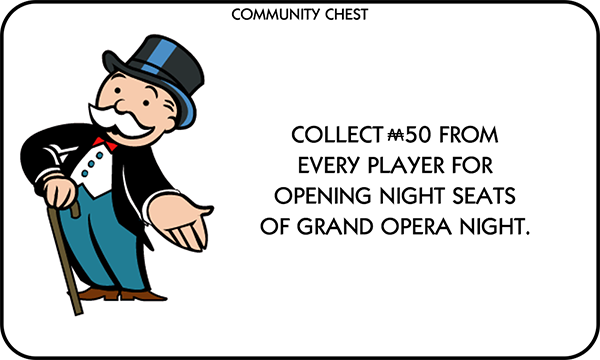 COMMUNITY CHEST
COLLECT ₩50 FROM
EVERY PLAYER FOR
OPENING NIGHT SEATS
OF GRAND OPERA NIGHT.